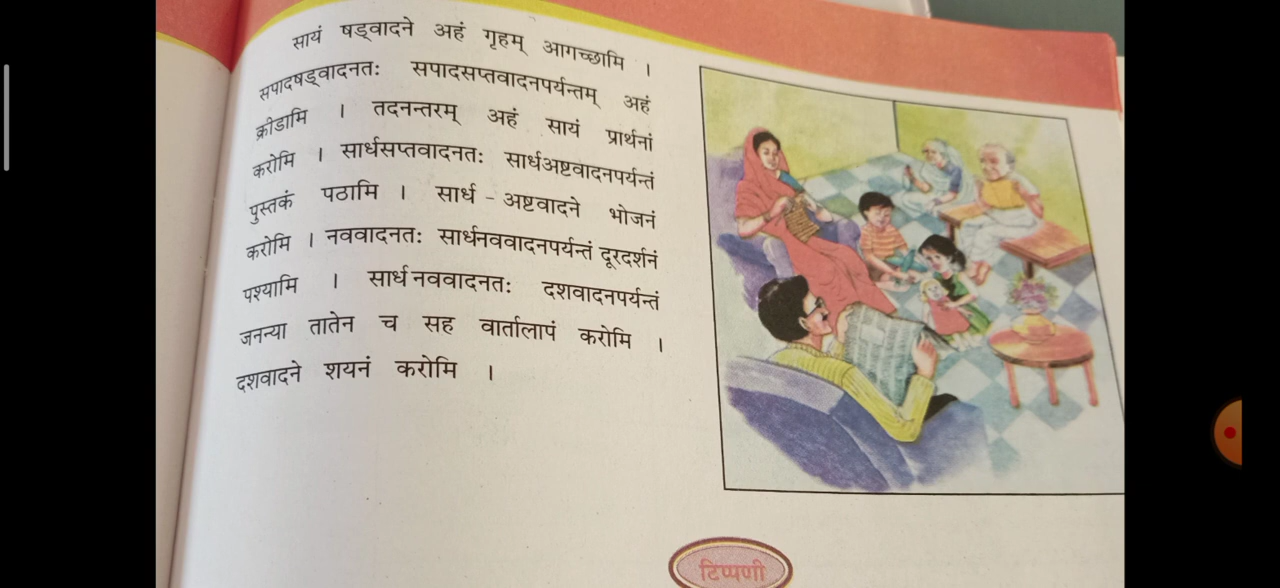 सायं षड्वादने अहं गृहम् आगच्छामि ।
सपादषड्वादनतः सपादसप्तवादनपर्यन्तम् अहं
क्रीडामि । तदनन्तरम् अहं सायं प्रार्थनां
करोमि । सार्धसप्तवादनतः सार्धअष्टवादनपर्यन्तं
पुस्तकं पठामि । सार्ध - अष्टवादने भोजनं
करोमि । नववादनतः सार्धनववादनपर्यन्तं दूरदर्शनं
पश्यामि । सार्धनववादनतः दशवादनपर्यन्तं
जनन्या तातेन च सह वार्तालापं करोमि ।
दशवादने शयनं करोमि ।
टिप्पणी